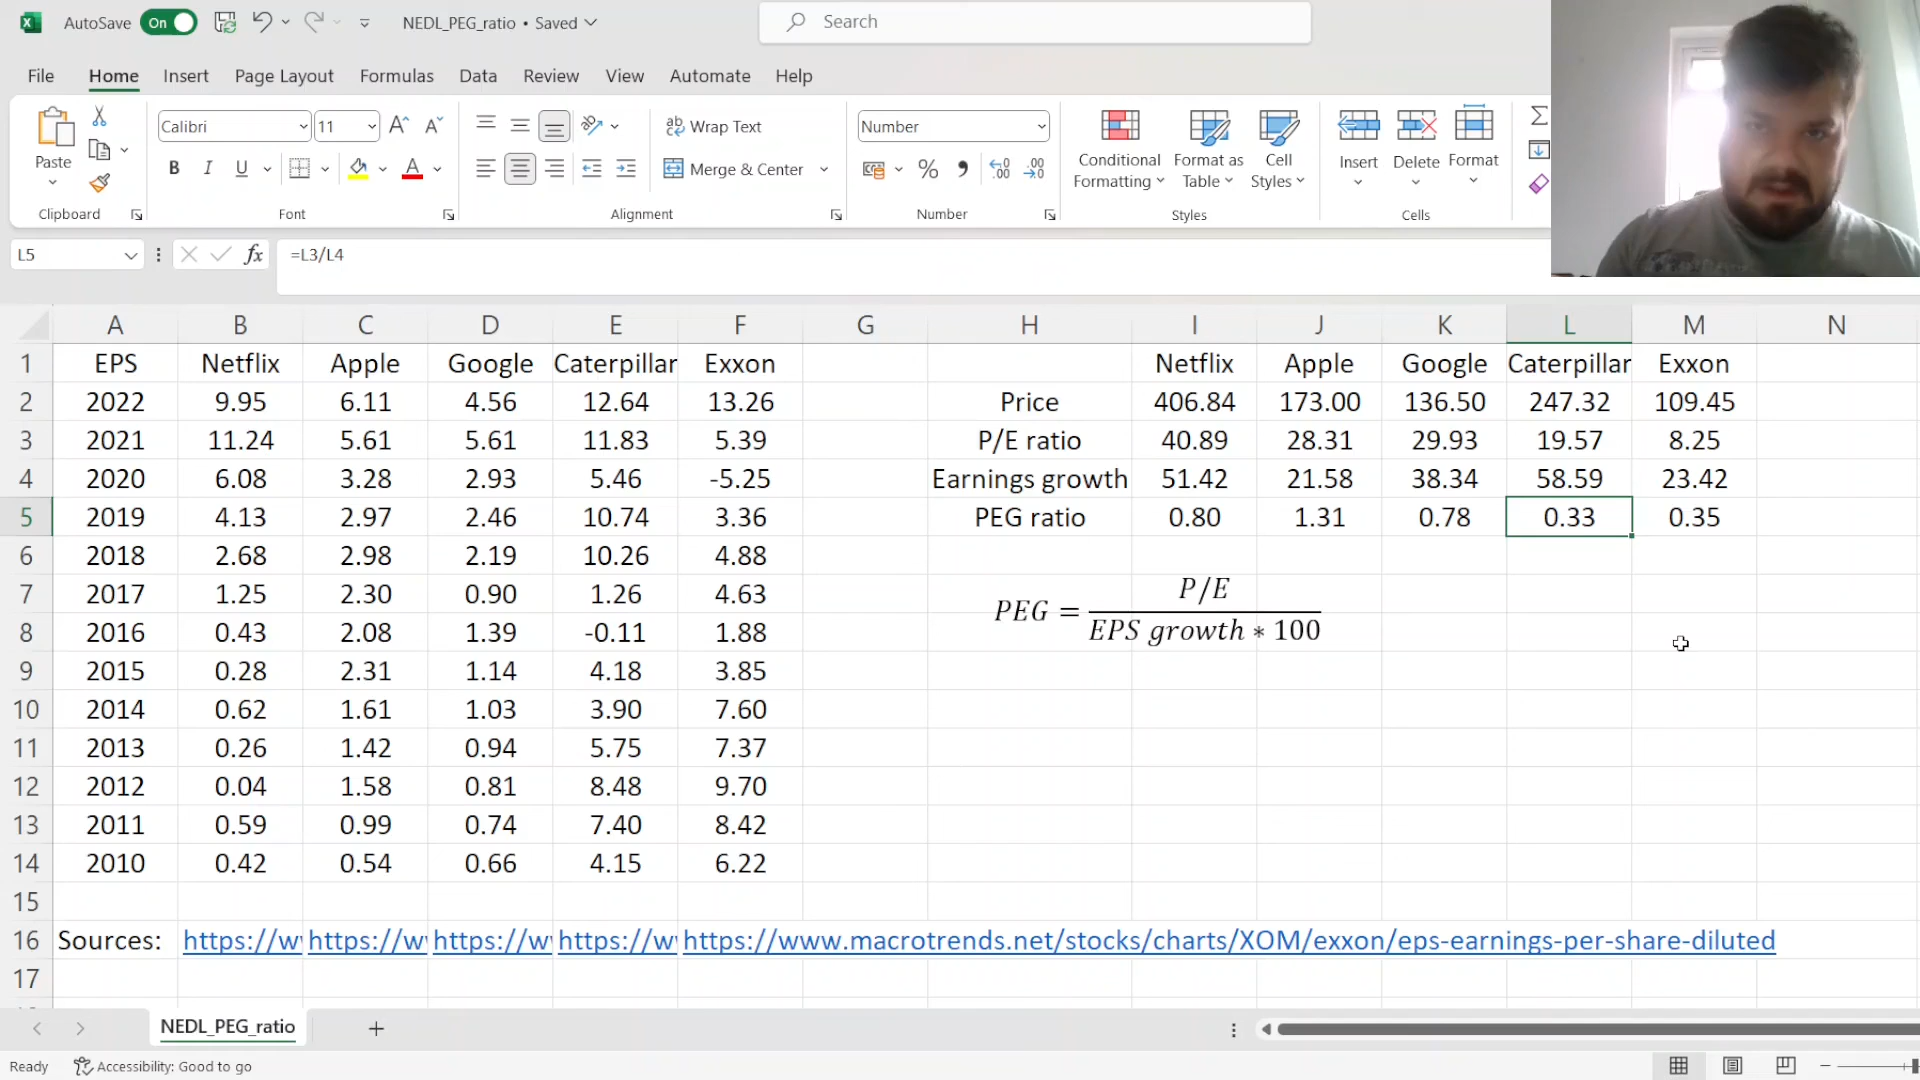 AutoSave On NEDL_PEG_ratio • Saved Search
File Home Insert Page Layout Formulas Data Review View Automate Help
Calibri 11 Wrap Text Number
Paste Merge & Center Conditional Formatting Format as Table Cell Styles Insert Delete Format
Clipboard Font Alignment Number Styles Cells
L5 fx =L3/L4
A B C D E F G H I J K L M N
1 EPS Netflix Apple Google Caterpillar Exxon Netflix Apple Google Caterpillar Exxon
2 2022 9.95 6.11 4.56 12.64 13.26 Price 406.84 173.00 136.50 247.32 109.45
3 2021 11.24 5.61 5.61 11.83 5.39 P/E ratio 40.89 28.31 29.93 19.57 8.25
4 2020 6.08 3.28 2.93 5.46 -5.25 Earnings growth 51.42 21.58 38.34 58.59 23.42
5 2019 4.13 2.97 2.46 10.74 3.36 PEG ratio 0.80 1.31 0.78 0.33 0.35
6 2018 2.68 2.98 2.19 10.26 4.88
7 2017 1.25 2.30 0.90 1.26 4.63
8 2016 0.43 2.08 1.39 -0.11 1.88
PEG = P/E / EPS growth * 100
9 2015 0.28 2.31 1.14 4.18 3.85
10 2014 0.62 1.61 1.03 3.90 7.60
11 2013 0.26 1.42 0.94 5.75 7.37
12 2012 0.04 1.58 0.81 8.48 9.70
13 2011 0.59 0.99 0.74 7.40 8.42
14 2010 0.42 0.54 0.66 4.15 6.22
15
16 Sources: https://w https://w https://w https://w https://www.macrotrends.net/stocks/charts/XOM/exxon/eps-earnings-per-share-diluted
17
NEDL_PEG_ratio
Ready Accessibility: Good to go